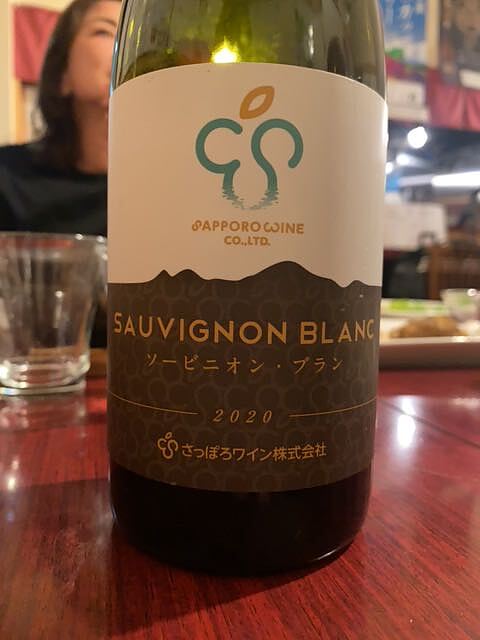 SAPPORO WINE
CO.,LTD.
SAUVIGNON BLANC
ソービニオン・ブラン
2020
さっぽろワイン株式会社